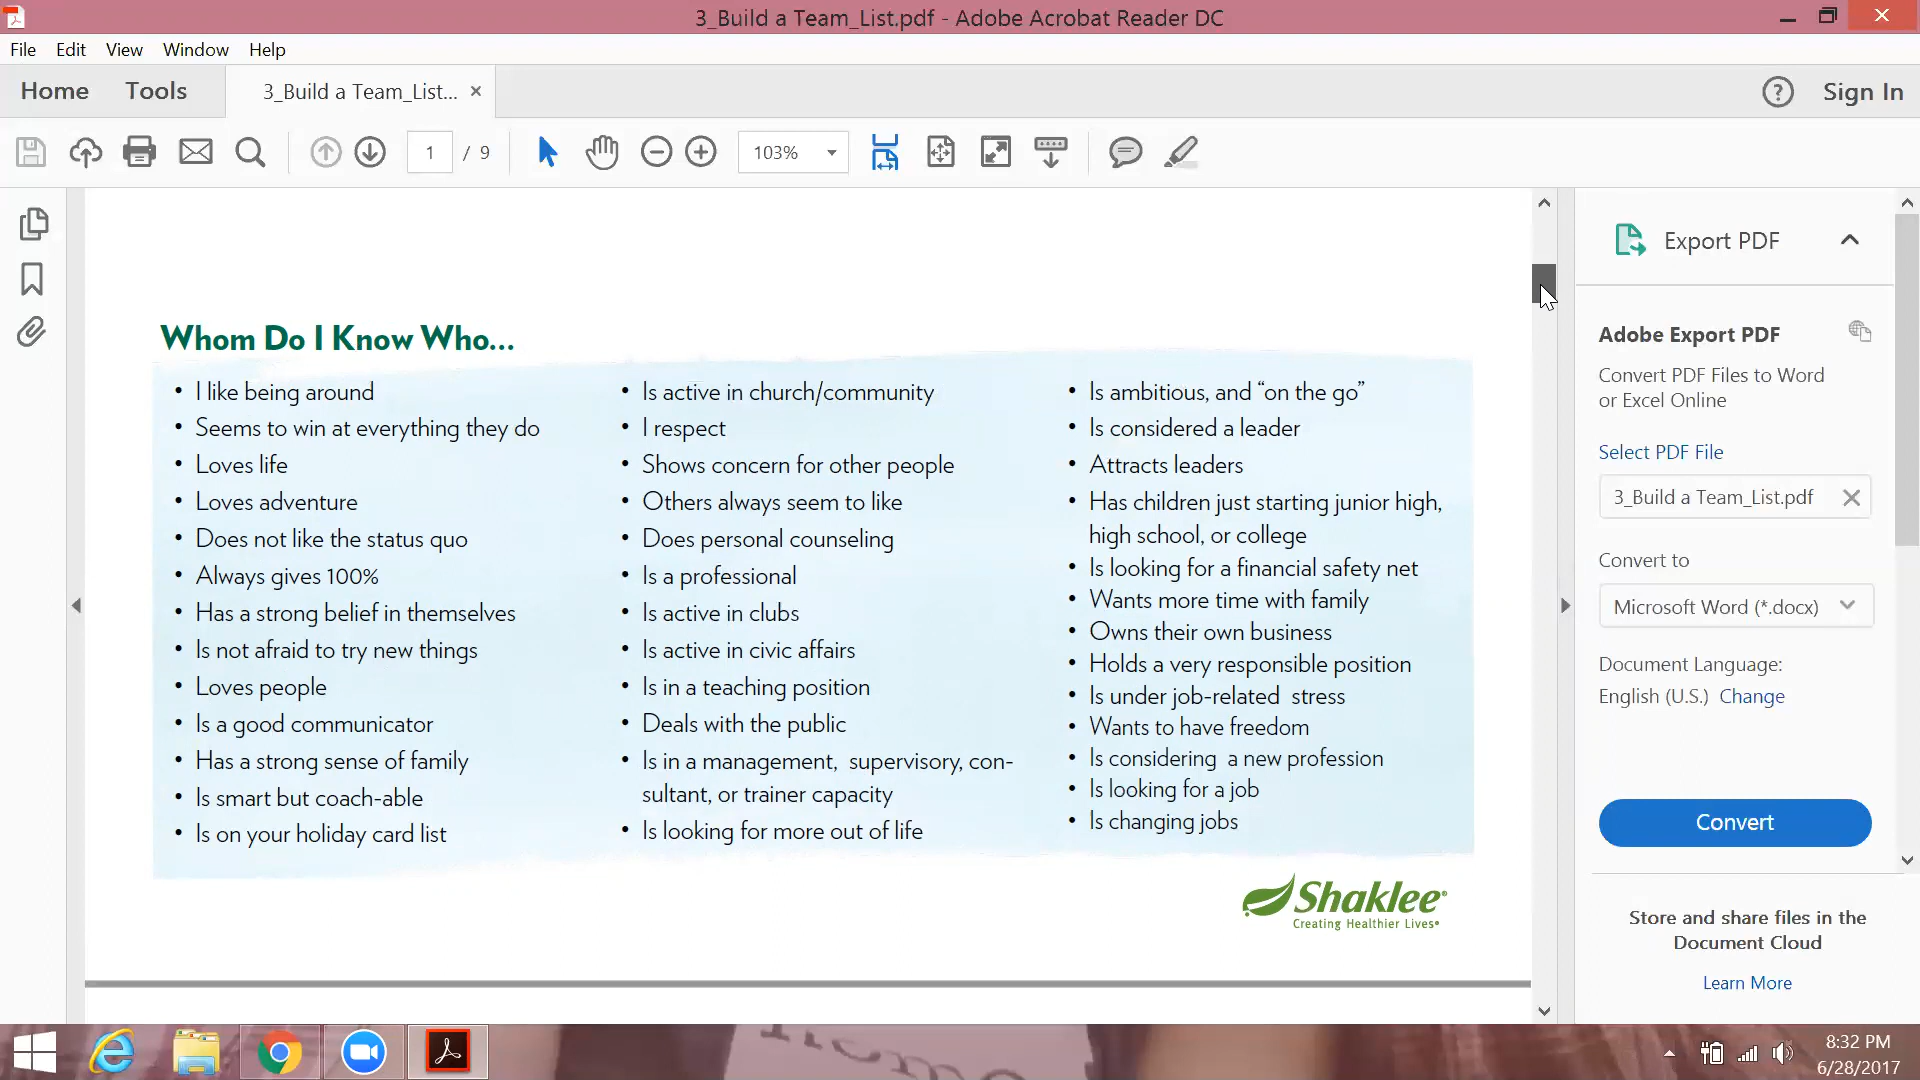 3_Build a Team_List.pdf - Adobe Acrobat Reader DC
File Edit View Window Help
Home Tools 3_Build a Team_List... × ? Sign In
1 / 9 103%
Export PDF
Adobe Export PDF
Convert PDF Files to Word
or Excel Online
Select PDF File
3_Build a Team_List.pdf
Convert to
Microsoft Word (*.docx)
Document Language:
English (U.S.) Change
Convert
Store and share files in the
Document Cloud
Learn More
Whom Do I Know Who...
• I like being around
• Seems to win at everything they do
• Loves life
• Loves adventure
• Does not like the status quo
• Always gives 100%
• Has a strong belief in themselves
• Is not afraid to try new things
• Loves people
• Is a good communicator
• Has a strong sense of family
• Is smart but coach-able
• Is on your holiday card list
• Is active in church/community
• I respect
• Shows concern for other people
• Others always seem to like
• Does personal counseling
• Is a professional
• Is active in clubs
• Is active in civic affairs
• Is in a teaching position
• Deals with the public
• Is in a management, supervisory, con-
sultant, or trainer capacity
• Is looking for more out of life
• Is ambitious, and “on the go”
• Is considered a leader
• Attracts leaders
• Has children just starting junior high,
high school, or college
• Is looking for a financial safety net
• Wants more time with family
• Owns their own business
• Holds a very responsible position
• Is under job-related stress
• Wants to have freedom
• Is considering a new profession
• Is looking for a job
• Is changing jobs
Shaklee®
Creating Healthier Lives®
8:32 PM
6/28/2017